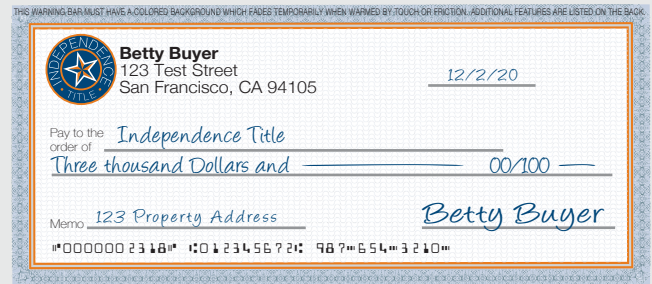 THIS WARNING BAR MUST HAVE A COLORED BACKGROUND WHICH FADES TEMPORARILY WHEN WARMED BY TOUCH OR FRICTION. ADDITIONAL FEATURES ARE LISTED ON THE BACK.
INDEPENDENCE
TITLE
Betty Buyer
123 Test Street
San Francisco, CA 94105
12/2/20
Pay to the
order of Independence Title
Three thousand Dollars and 00/100
Memo 123 Property Address
Betty Buyer
⑈0000002318⑈ ⑆012345672⑆ 987⑈654⑈3210⑈